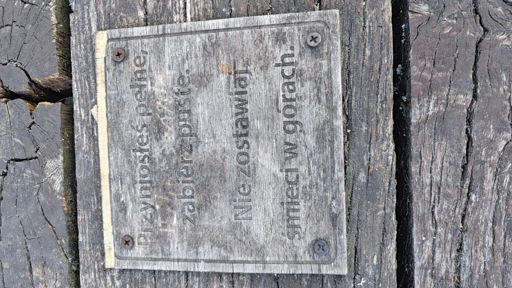 Przyniosłeś pełne,
zabierz puste.
Nie zostawiaj
śmieci w górach.